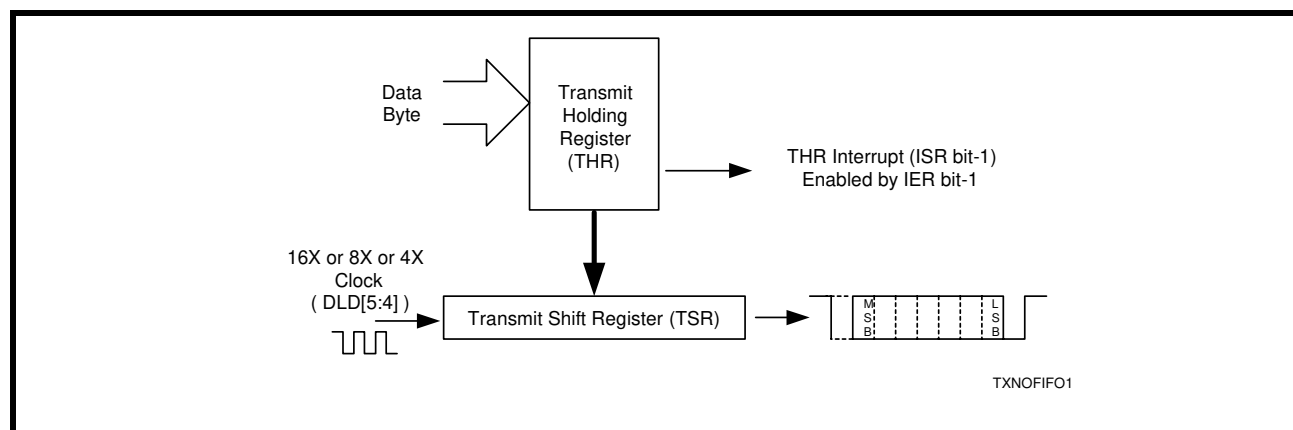 Data
Byte
Transmit
Holding
Register
(THR)
THR Interrupt (ISR bit-1)
Enabled by IER bit-1
16X or 8X or 4X
Clock
( DLD[5:4] )
Transmit Shift Register (TSR)
M
S
B
L
S
B
TXNOFIFO1